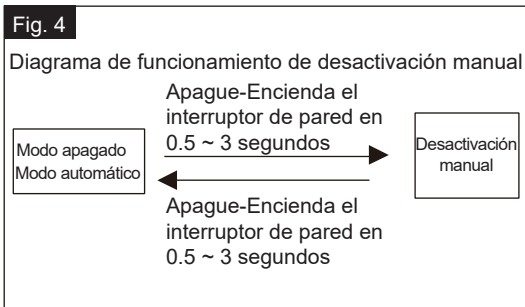 Fig. 4
Diagrama de funcionamiento de desactivación manual
Apague-Encienda el
interruptor de pared en
0.5 ~ 3 segundos
Modo apagado
Modo automático
Desactivación
manual
Apague-Encienda el
interruptor de pared en
0.5 ~ 3 segundos